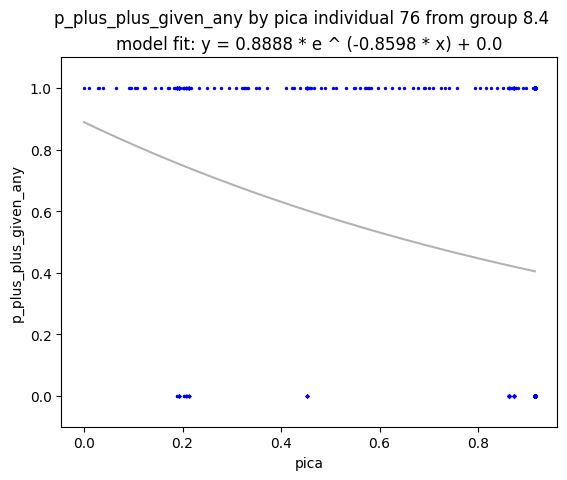 p_plus_plus_given_any by pica individual 76 from group 8.4
model fit: y = 0.8888 * e ^ (-0.8598 * x) + 0.0
1.0
0.8
0.6
0.4
0.2
0.0
p_plus_plus_given_any
0.0 0.2 0.4 0.6 0.8
pica